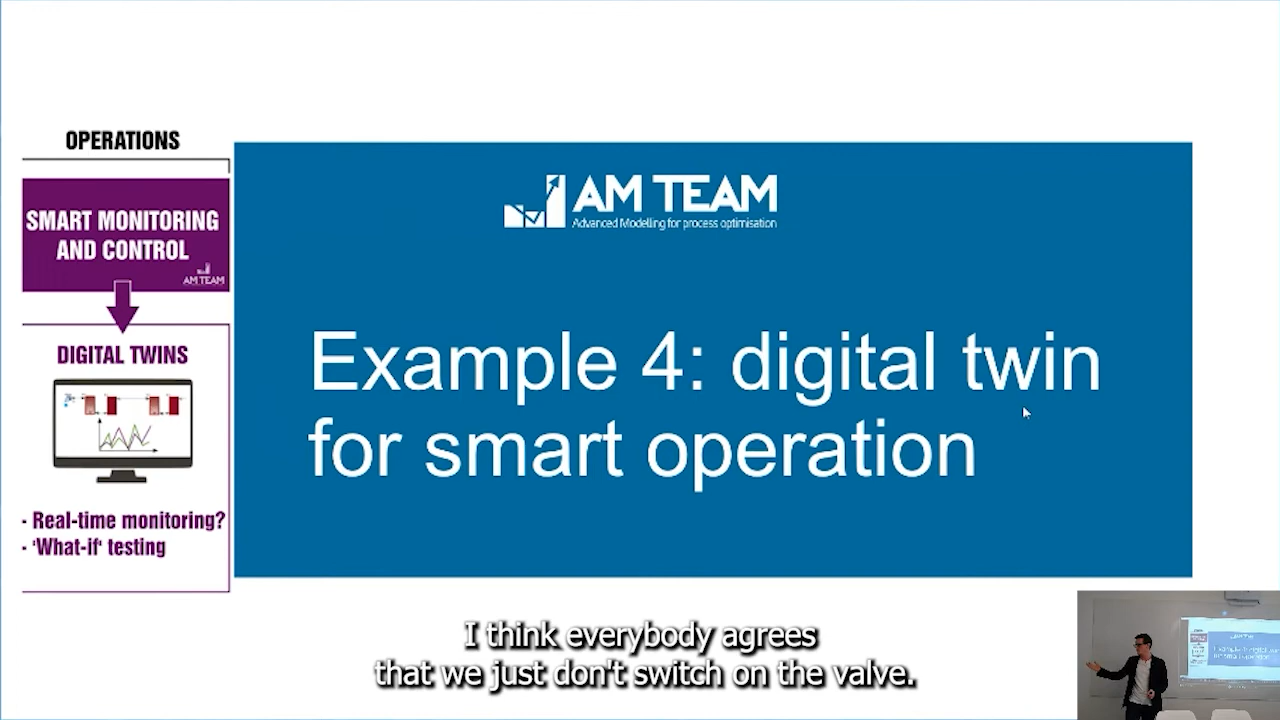 OPERATIONS
SMART MONITORING
AND CONTROL
AM TEAM
DIGITAL TWINS
- Real-time monitoring?
- 'What-if' testing
AM TEAM
Advanced Modelling for process optimisation
Example 4: digital twin
for smart operation
I think everybody agrees
that we just don't switch on the valve.